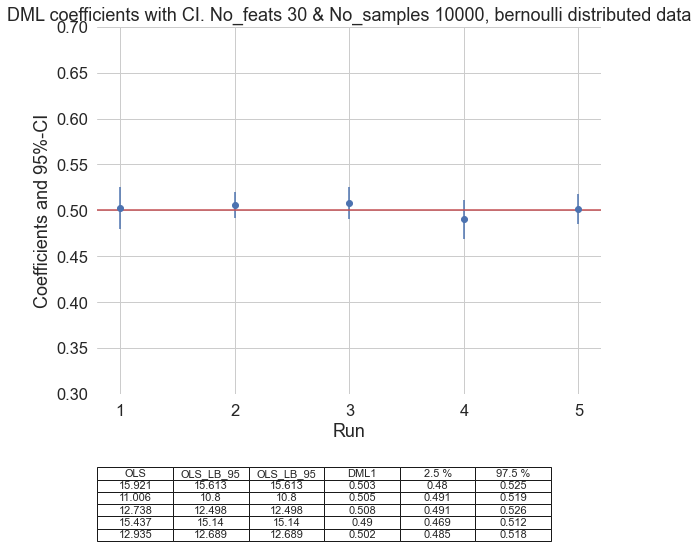 DML coefficients with CI. No_feats 30 & No_samples 10000, bernoulli distributed data
0.70
0.65
0.60
0.55
0.50
0.45
0.40
0.35
0.30
Coefficients and 95%-CI
1 2 3 4 5
Run
OLS OLS_LB_95 OLS_LB_95 DML1 2.5 % 97.5 %
15.921 15.613 15.613 0.503 0.48 0.525
11.006 10.8 10.8 0.505 0.491 0.519
12.738 12.498 12.498 0.508 0.491 0.526
15.437 15.14 15.14 0.49 0.469 0.512
12.935 12.689 12.689 0.502 0.485 0.518